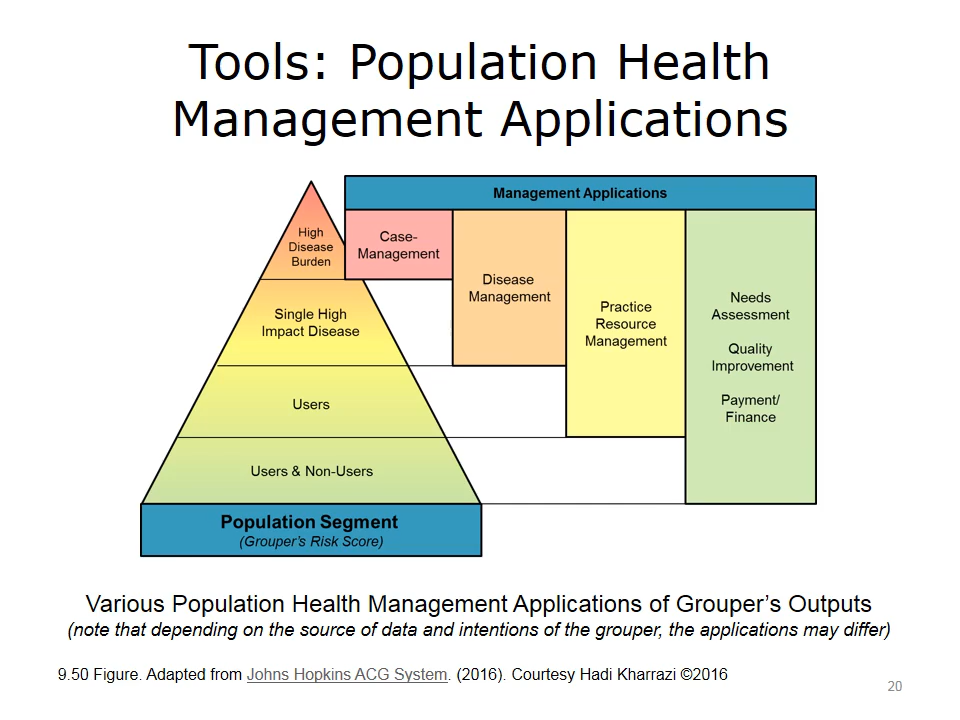 Tools: Population Health
Management Applications
Management Applications
High
Disease
Burden
Case-
Management
Disease
Management
Practice
Resource
Management
Needs
Assessment
Quality
Improvement
Payment/
Finance
Single High
Impact Disease
Users
Users & Non-Users
Population Segment
(Grouper's Risk Score)
Various Population Health Management Applications of Grouper's Outputs
(note that depending on the source of data and intentions of the grouper, the applications may differ)
9.50 Figure. Adapted from Johns Hopkins ACG System. (2016). Courtesy Hadi Kharrazi ©2016
20